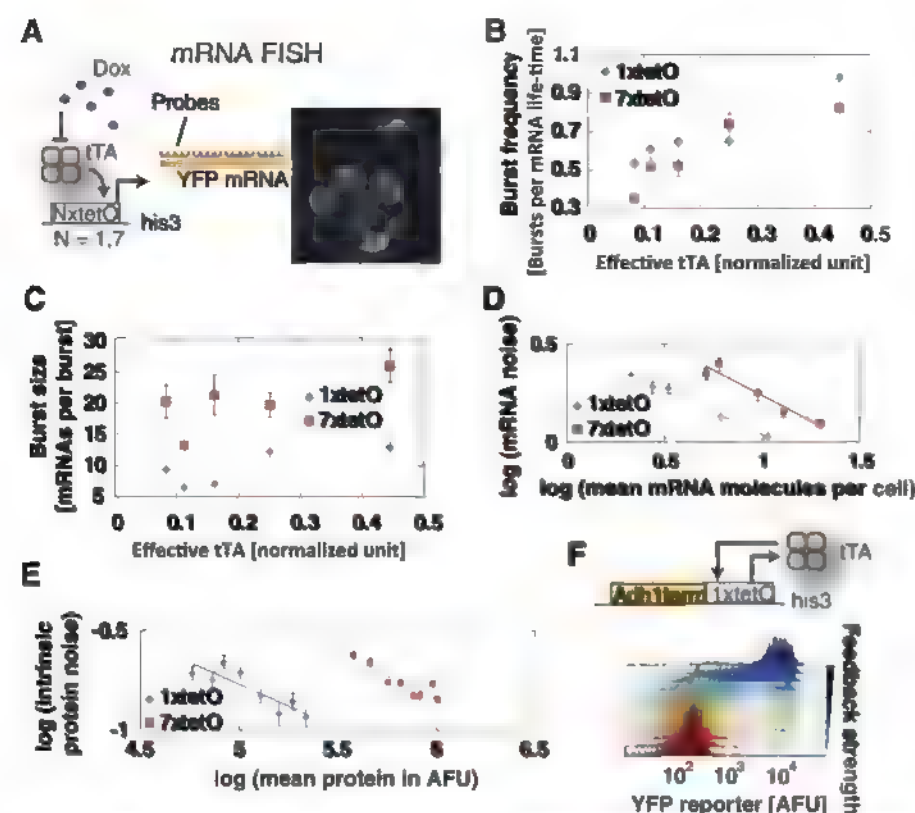 A
mRNA FISH
Dox
Probes
tTA
YFP mRNA
NxtetO
his3
N = 1,7
B
Burst frequency
[Bursts per mRNA life-time]
1.1
0.9
0.7
0.5
0.3
1xtetO
7xtetO
0 0.1 0.2 0.3 0.4 0.5
Effective tTA [normalized unit]
C
Burst size
(mRNAs per burst)
30
25
20
15
10
5
1xtetO
7xtetO
0 0.1 0.2 0.3 0.4 0.5
Effective tTA [normalized unit]
D
log (mRNA noise)
0.5
0
1xtetO
7xtetO
0 0.5 1 1.5
log (mean mRNA molecules per cell)
E
log (intrinsic
protein noise)
-0.5
-1
1xtetO
7xtetO
4.5 5 5.5 6 6.5
log (mean protein in AFU)
F
tTA
Adh1term 1xtetO
his3
Feedback strength
10² 10³ 10⁴
YFP reporter [AFU]